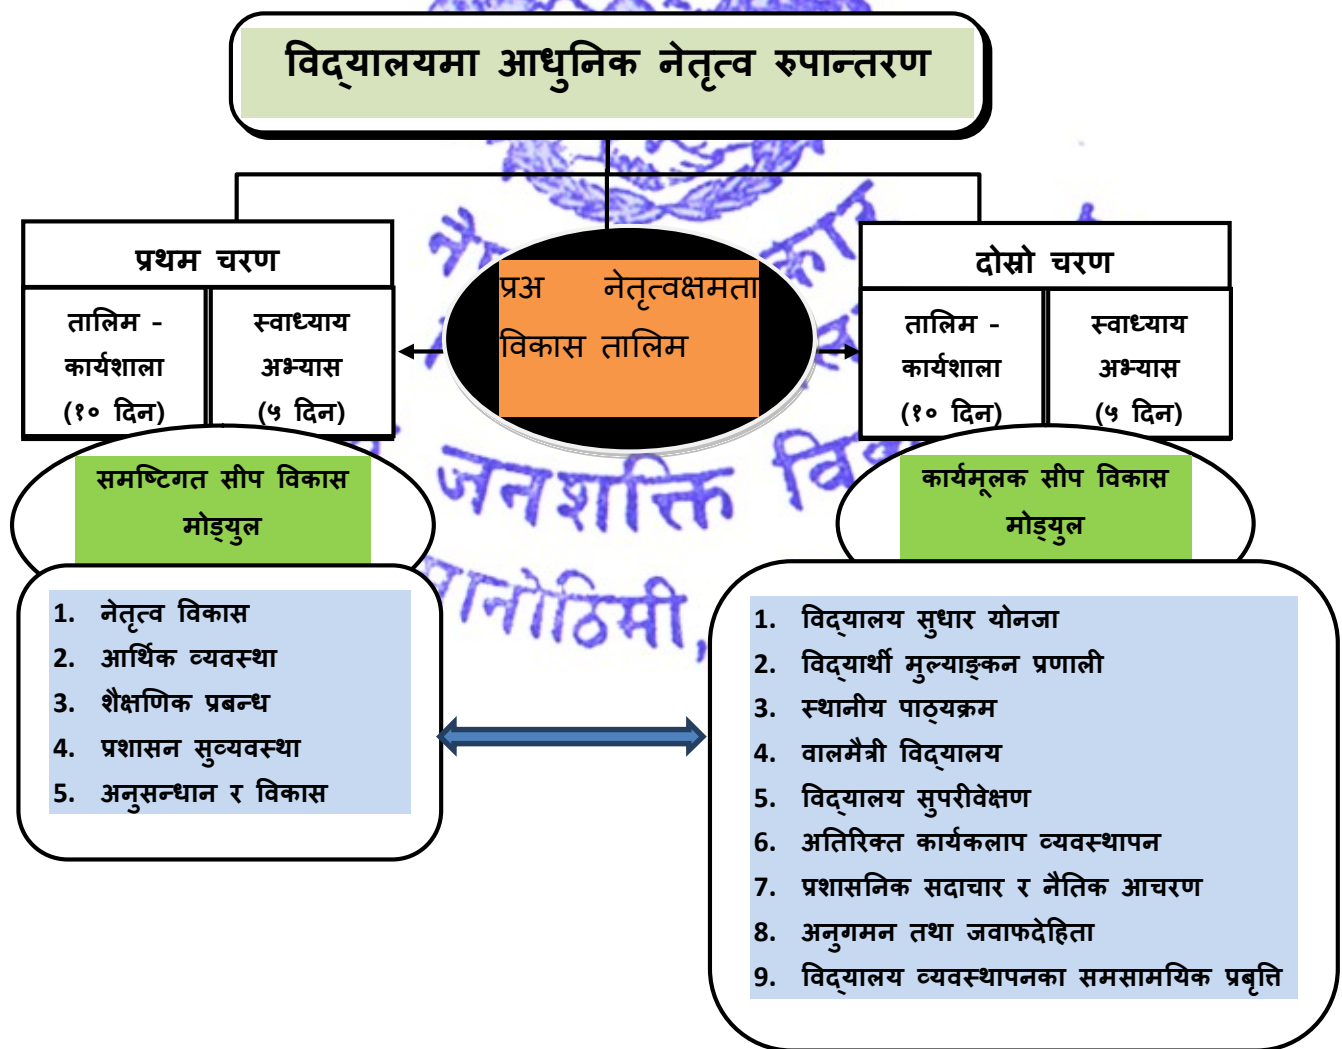 विद्यालयमा आधुनिक नेतृत्व रुपान्तरण
प्रथम चरण
तालिम -
कार्यशाला
(१० दिन)
स्वाध्याय
अभ्यास
(५ दिन)
प्रअ नेतृत्वक्षमता
विकास तालिम
दोस्रो चरण
तालिम -
कार्यशाला
(१० दिन)
स्वाध्याय
अभ्यास
(५ दिन)
समष्टिगत सीप विकास
मोड्युल
कार्यमूलक सीप विकास
मोड्युल
जनशक्ति
1. नेतृत्व विकास
2. आर्थिक व्यवस्था
3. शैक्षणिक प्रबन्ध
4. प्रशासन सुव्यवस्था
5. अनुसन्धान र विकास
1. विद्यालय सुधार योनजा
2. विद्यार्थी मुल्याङ्कन प्रणाली
3. स्थानीय पाठ्यक्रम
4. वालमैत्री विद्यालय
5. विद्यालय सुपरीवेक्षण
6. अतिरिक्त कार्यकलाप व्यवस्थापन
7. प्रशासनिक सदाचार र नैतिक आचरण
8. अनुगमन तथा जवाफदेहिता
9. विद्यालय व्यवस्थापनका समसामयिक प्रबृत्ति